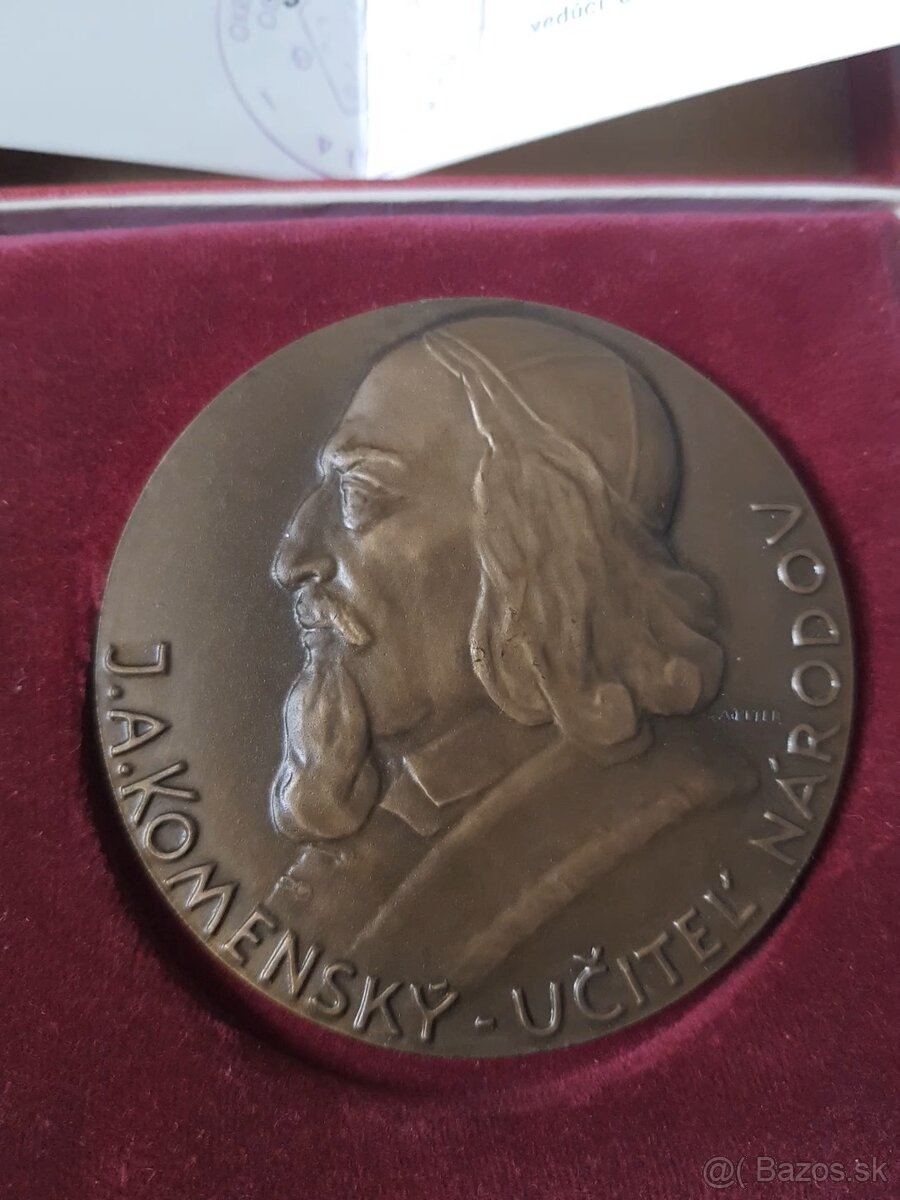 vedúci
J.A.KOMENSKÝ - UČITEĽ NÁRODOV
@( Bazos.sk